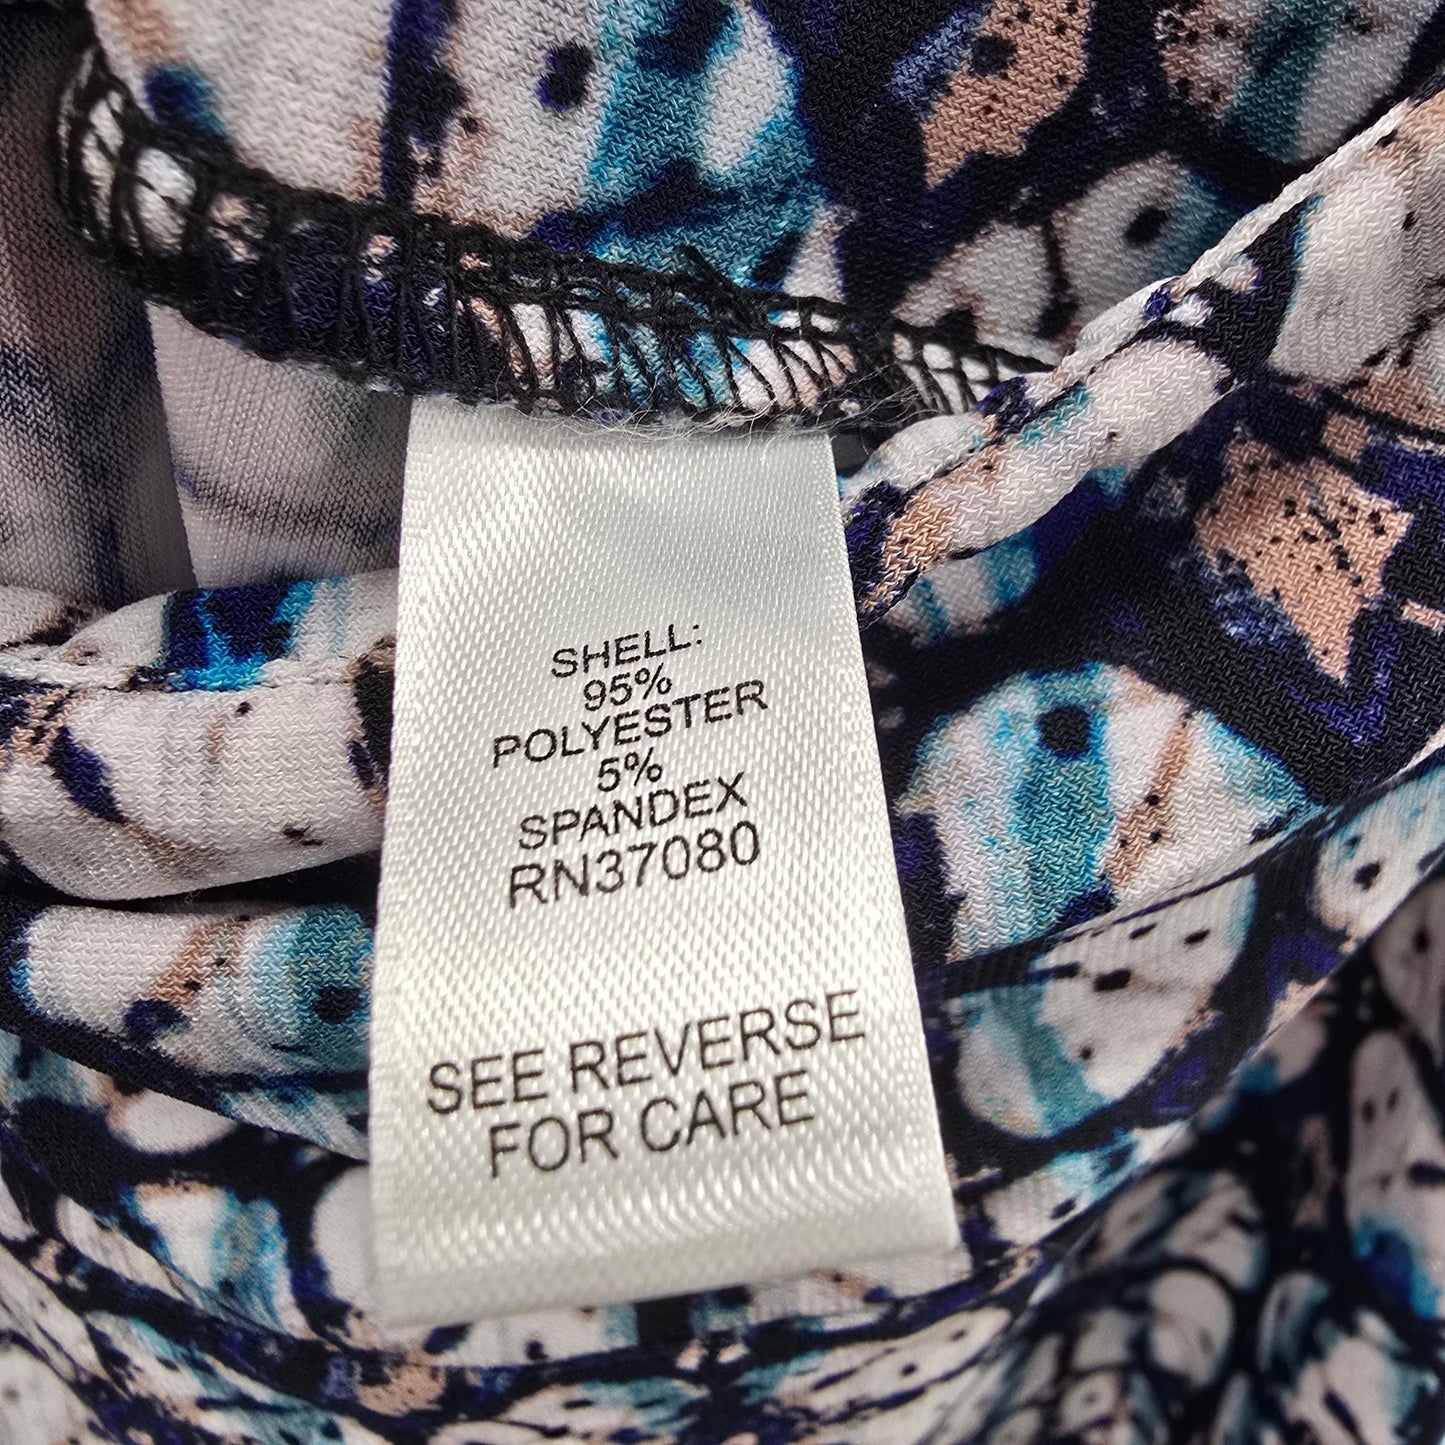 SHELL:
95%
POLYESTER
5%
SPANDEX
RN37080
SEE REVERSE
FOR CARE